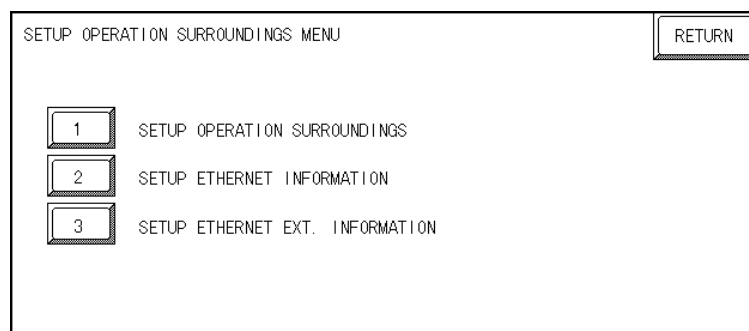 SETUP OPERATION SURROUNDINGS MENU
RETURN
1 SETUP OPERATION SURROUNDINGS
2 SETUP ETHERNET INFORMATION
3 SETUP ETHERNET EXT. INFORMATION